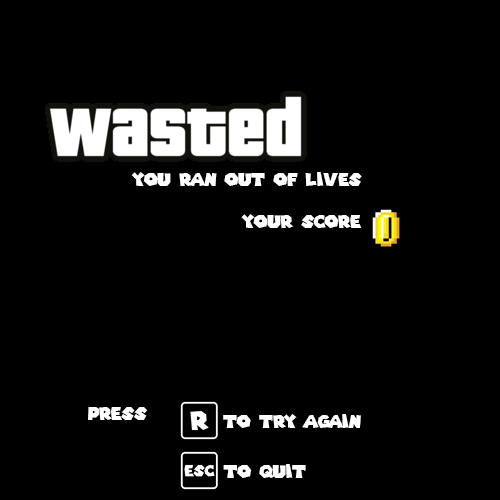 wasted
YOU RAN OUT OF LIVES
YOUR SCORE
PRESS R TO TRY AGAIN
ESC TO QUIT